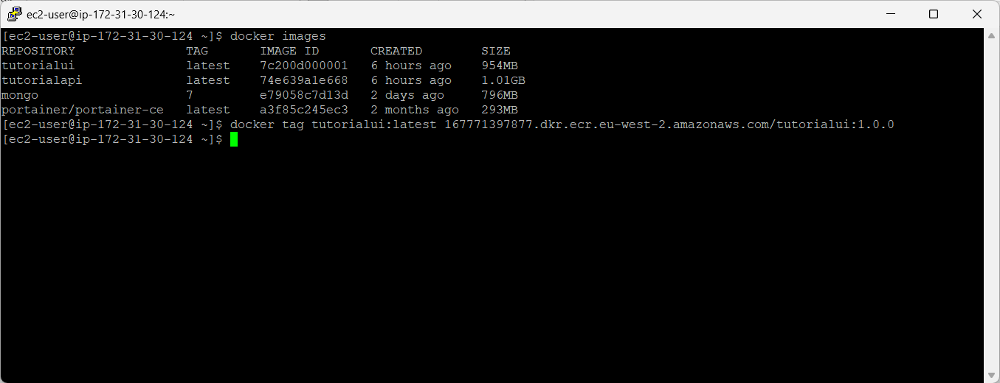 ec2-user@ip-172-31-30-124:~
[ec2-user@ip-172-31-30-124 ~]$ docker images
REPOSITORY TAG IMAGE ID CREATED SIZE
tutorialui latest 7c200d000001 6 hours ago 954MB
tutorialapi latest 74e639a1e668 6 hours ago 1.01GB
mongo 7 e79058c7d13d 2 days ago 796MB
portainer/portainer-ce latest a3f85c245ec3 2 months ago 293MB
[ec2-user@ip-172-31-30-124 ~]$ docker tag tutorialui:latest 167771397877.dkr.ecr.eu-west-2.amazonaws.com/tutorialui:1.0.0
[ec2-user@ip-172-31-30-124 ~]$